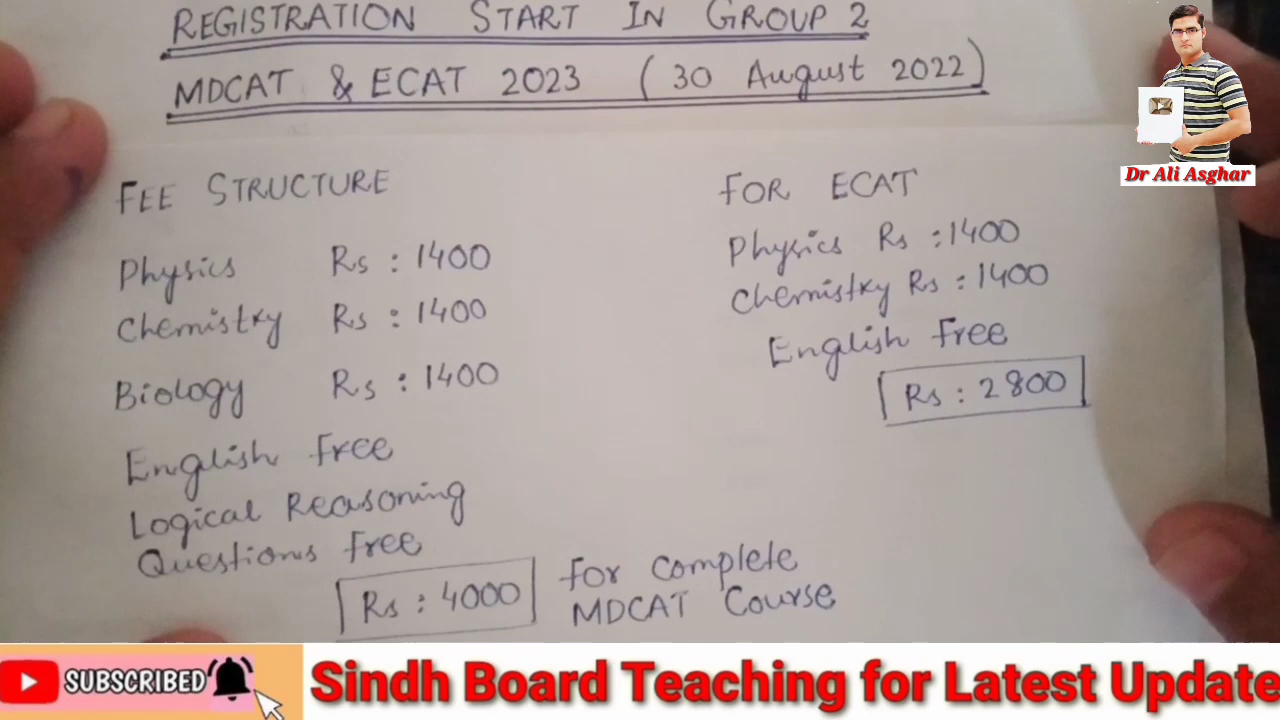 REGISTRATION START IN GROUP 2
MDCAT & ECAT 2023 (30 August 2022)
Dr Ali Asghar
FEE STRUCTURE
Physics Rs : 1400
Chemistry Rs : 1400
Biology Rs : 1400
English Free
Logical Reasoning
Questions Free
Rs : 4000
For Complete
MDCAT Course
FOR ECAT
Physics Rs : 1400
Chemistry Rs : 1400
English Free
Rs : 2800
SUBSCRIBED
Sindh Board Teaching for Latest Update